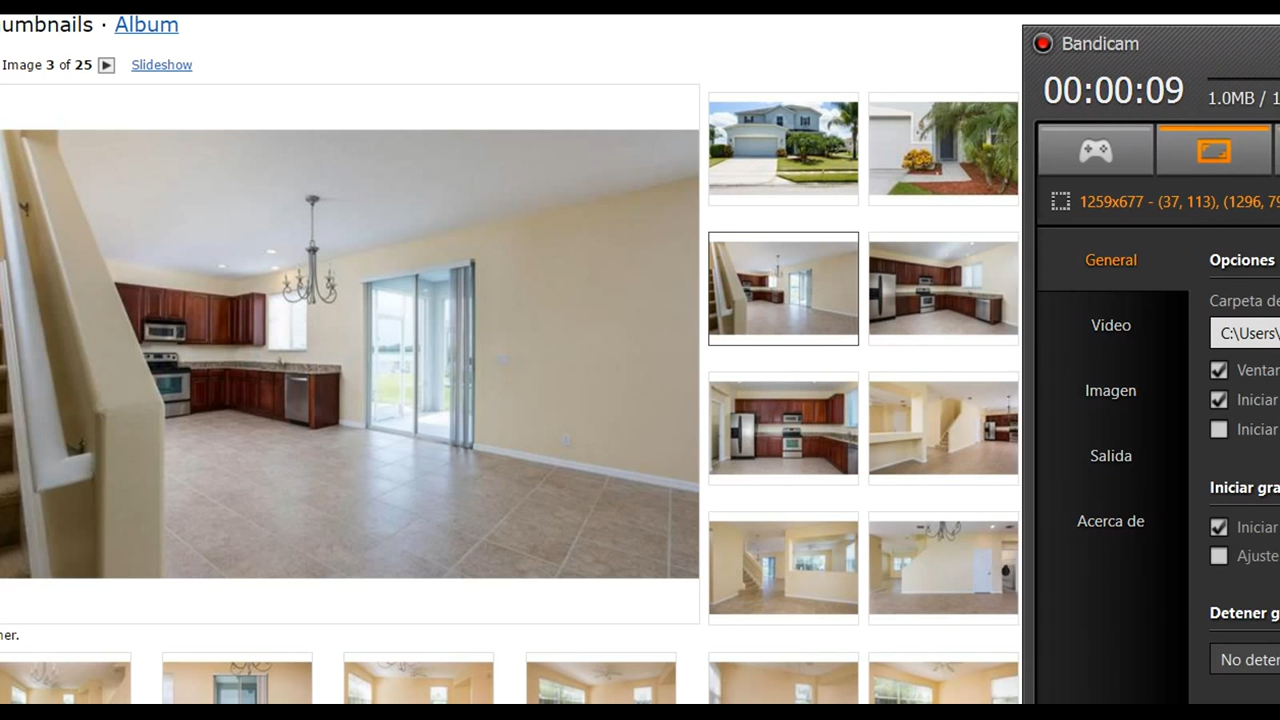 umbnails · Album
Image 3 of 25
Slideshow
ner.
Bandicam
00:00:09
1.0MB / 1
1259x677 - (37, 113), (1296, 79
General
Video
Imagen
Salida
Acerca de
Opciones
Carpeta de
C:\Users\
Ventan
Iniciar
Iniciar
Iniciar gra
Iniciar
Ajuste
Detener g
No deten